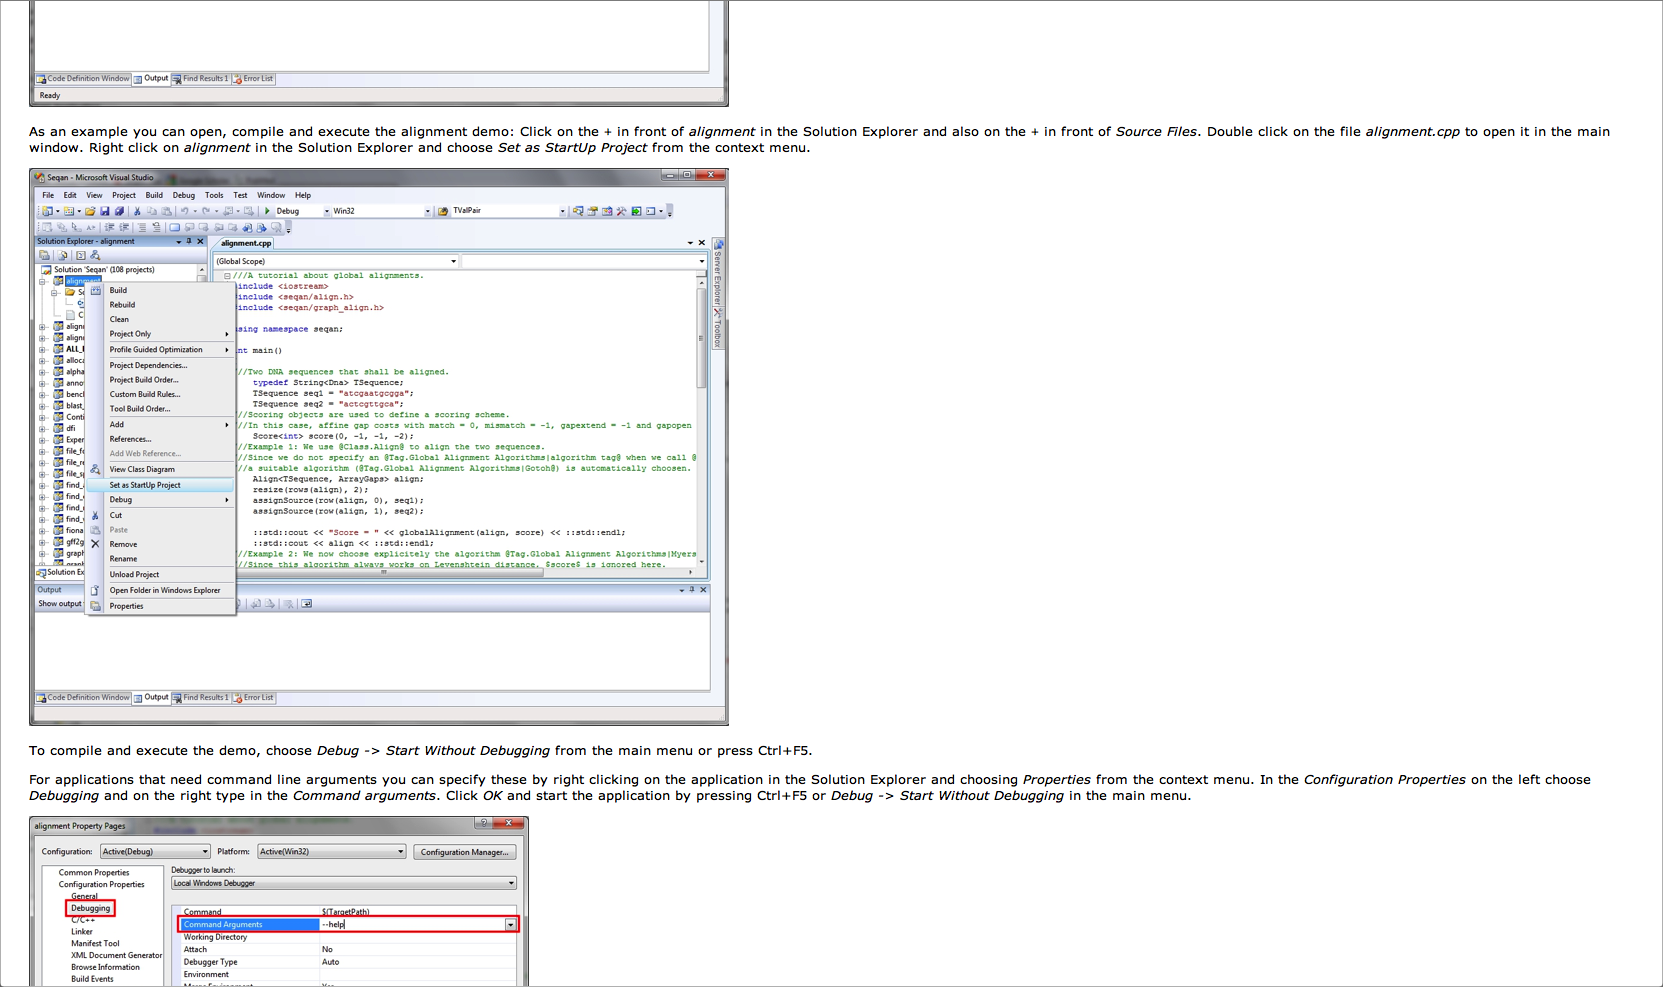 Code Definition Window Output Find Results 1 Error List
Ready
As an example you can open, compile and execute the alignment demo: Click on the + in front of alignment in the Solution Explorer and also on the + in front of Source Files. Double click on the file alignment.cpp to open it in the main
window. Right click on alignment in the Solution Explorer and choose Set as StartUp Project from the context menu.
Seqan - Microsoft Visual Studio
File Edit View Project Build Debug Tools Test Window Help
Debug Win32 TValPair
Solution Explorer - alignment
alignment.cpp
(Global Scope)
Solution 'Seqan' (108 projects)
Build
Rebuild
Clean
Project Only
Profile Guided Optimization
Project Dependencies...
Project Build Order...
Custom Build Rules...
Tool Build Order...
Add
References...
Add Web Reference...
View Class Diagram
Set as StartUp Project
Debug
Cut
Paste
Remove
Rename
Unload Project
Open Folder in Windows Explorer
Properties
///A tutorial about global alignments.
include <iostream>
include <seqan/align.h>
include <seqan/graph_align.h>
sing namespace seqan;
nt main()
//Two DNA sequences that shall be aligned.
typedef String<Dna> TSequence;
TSequence seq1 = "atcgaatgcgga";
TSequence seq2 = "actcgttgca";
//Scoring objects are used to define a scoring scheme.
//In this case, affine gap costs with match = 0, mismatch = -1, gapextend = -1 and gapopen
Score<int> score(0, -1, -1, -2);
//Example 1: We use @Class.Align@ to align the two sequences.
//Since we do not specify an @Tag.Global Alignment Algorithms|algorithm tag@ when we call @
//a suitable algorithm (@Tag.Global Alignment Algorithms|Gotoh@) is automatically choosen.
Align<TSequence, ArrayGaps> align;
resize(rows(align), 2);
assignSource(row(align, 0), seq1);
assignSource(row(align, 1), seq2);
::std::cout << "Score = " << globalAlignment(align, score) << ::std::endl;
::std::cout << align << ::std::endl;
//Example 2: We now choose explicitely the algorithm @Tag.Global Alignment Algorithms|Myers
//Since this algorithm always works on Levenshtein distance, $score$ is ignored here.
Server Explorer
Toolbox
Solution Ex
Output
Show output
Code Definition Window Output Find Results 1 Error List
To compile and execute the demo, choose Debug -> Start Without Debugging from the main menu or press Ctrl+F5.
For applications that need command line arguments you can specify these by right clicking on the application in the Solution Explorer and choosing Properties from the context menu. In the Configuration Properties on the left choose
Debugging and on the right type in the Command arguments. Click OK and start the application by pressing Ctrl+F5 or Debug -> Start Without Debugging in the main menu.
alignment Property Pages
Configuration: Active(Debug) Platform: Active(Win32) Configuration Manager...
Common Properties
Configuration Properties
General
Debugging
C/C++
Linker
Manifest Tool
XML Document Generator
Browse Information
Build Events
Debugger to launch:
Local Windows Debugger
Command $(TargetPath)
Command Arguments --help
Working Directory
Attach No
Debugger Type Auto
Environment